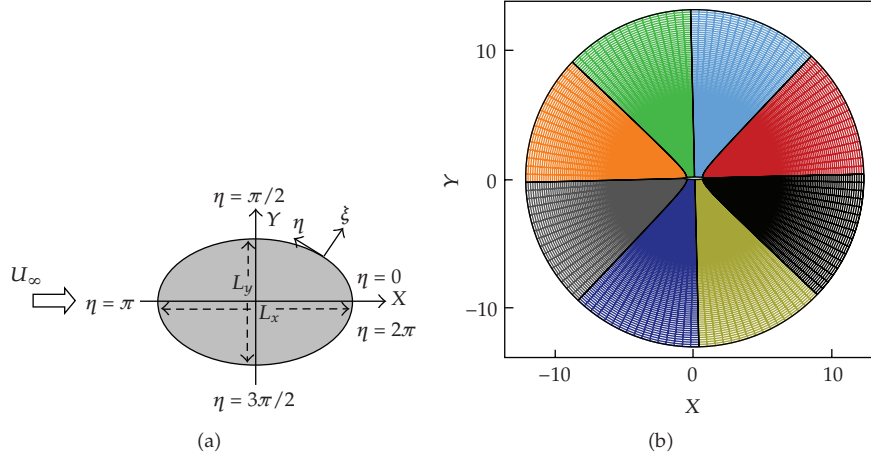 η = π/2
Y
η
ξ
U∞
η = π
L_y
L_x
η = 0
X
η = 2π
η = 3π/2
(a)
10
0
−10
Y
−10
0
10
X
(b)